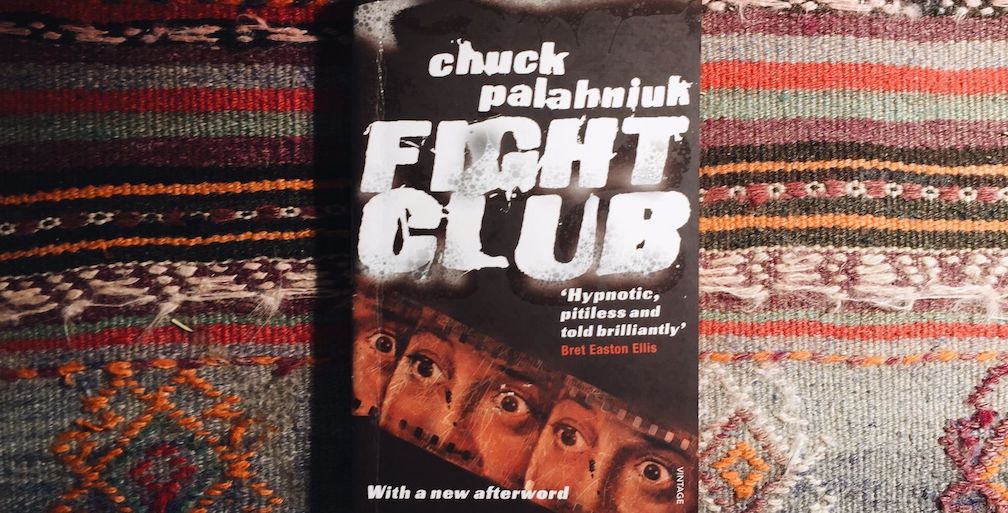 chuck
palahniuk
FIGHT
CLUB
‘Hypnotic,
pitiless and
told brilliantly’
Bret Easton Ellis
With a new afterword
VINTAGE